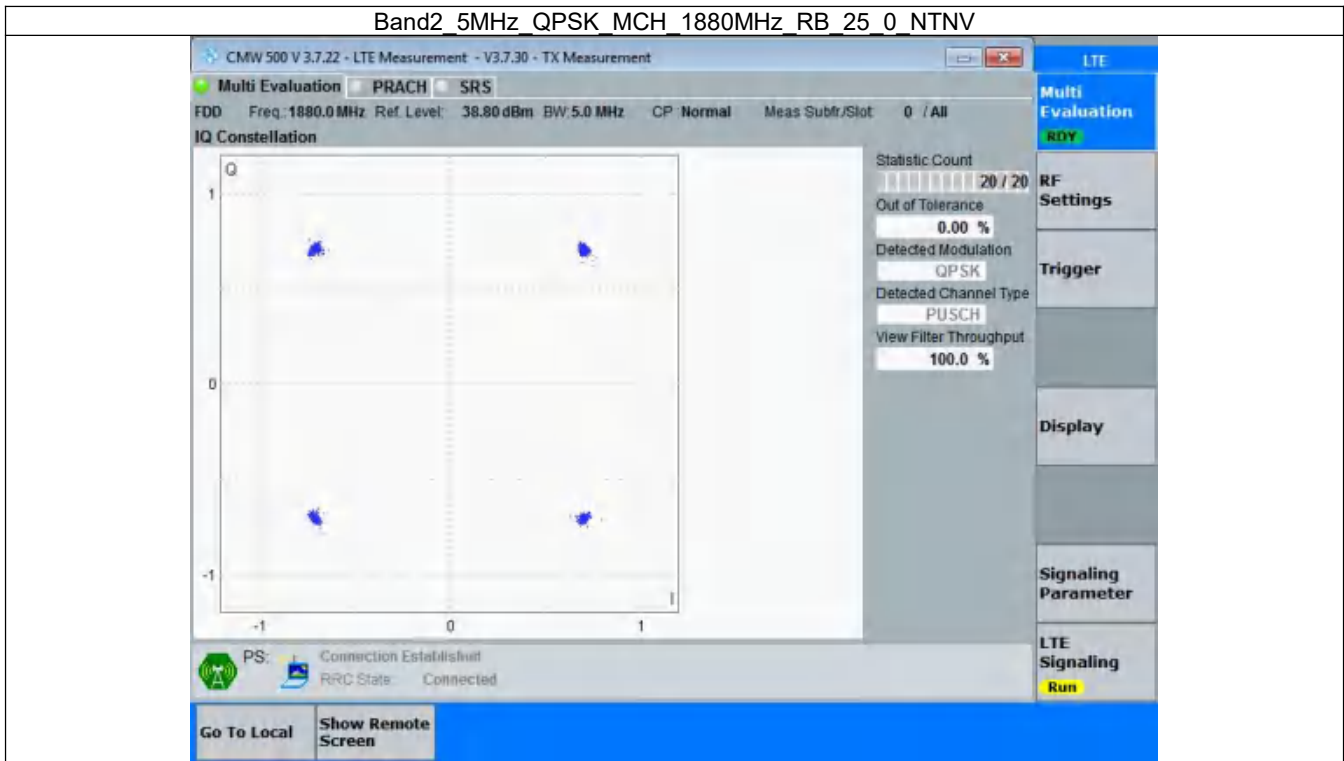 Band2_5MHz_QPSK_MCH_1880MHz_RB_25_0_NTNV
CMW 500 V 3.7.22 - LTE Measurement - V3.7.30 - TX Measurement
LTE
Multi Evaluation PRACH SRS
FDD Freq.: 1880.0 MHz Ref. Level: 38.80 dBm BW: 5.0 MHz CP: Normal Meas Subfr./Slot: 0 / All
IQ Constellation
Q
1
0
-1
I
-1 0 1
Statistic Count
20 / 20
Out of Tolerance
0.00 %
Detected Modulation
QPSK
Detected Channel Type
PUSCH
View Filter Throughput
100.0 %
Multi
Evaluation
RDY
RF
Settings
Trigger
Display
Signaling
Parameter
LTE
Signaling
Run
PS: Connection Established
RRC State: Connected
Go To Local
Show Remote
Screen